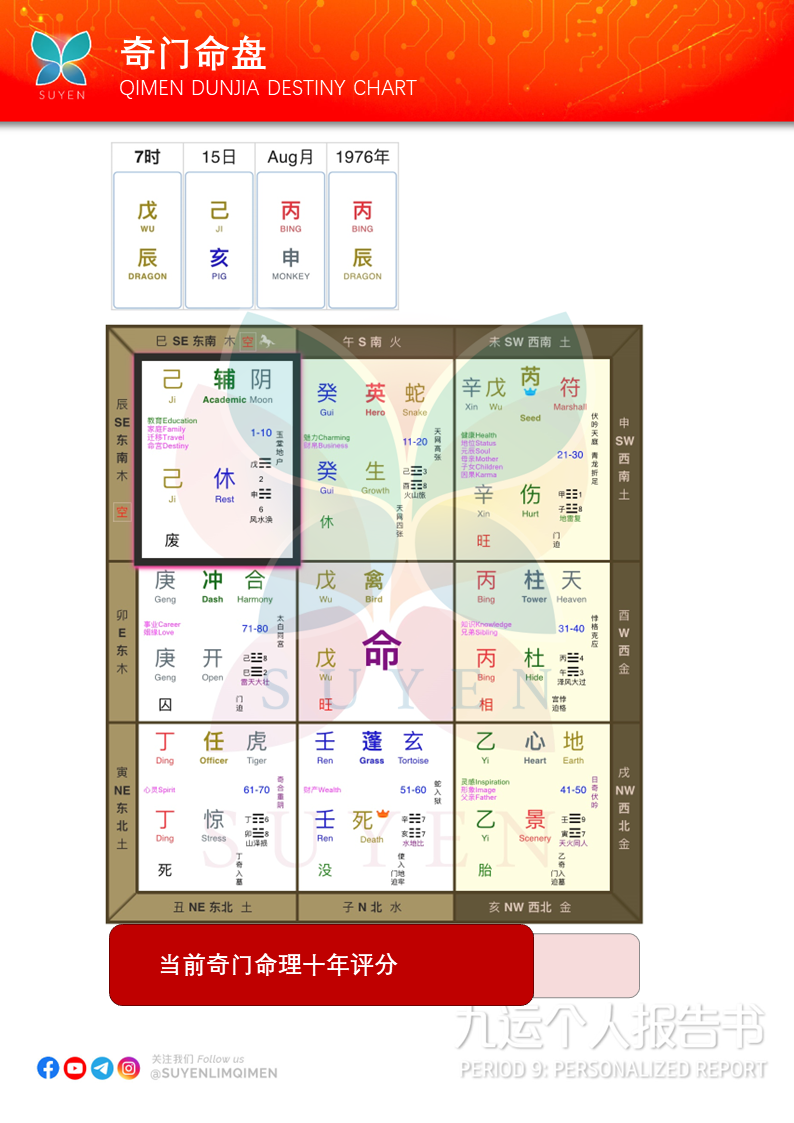 奇门命盘
QIMEN DUNJIA DESTINY CHART
SUYEN
7时 15日 Aug月 1976年
戊 己 丙 丙
WU JI BING BING
辰 亥 申 辰
DRAGON PIG MONKEY DRAGON
巳 SE 东南 木 空
午 S 南 火
未 SW 西南 土
辰 SE 东南 木 空
己 辅 阴
Ji Academic Moon
教育Education
家庭Family
迁移Travel
命宫Destiny
1-10
玉堂地户
戊
2
己 休
Ji Rest
申
6
风水涣
废
癸 英 蛇
Gui Hero Snake
魅力Charming
财帛Business
11-20
天网高张
癸 生
Gui Growth
己 3
酉 8
火山旅
天网四张
休
辛 戊 芮 符
Xin Wu Seed Marshall
健康Health
地位Status
元辰Soul
母亲Mother
子女Children
因果Karma
21-30
伏吟天庭 青龙折足
辛 伤
Xin Hurt
甲 1
子 8
地雷复
旺
门迫
申 SW 西南 土
卯 E 东 木
庚 冲 合
Geng Dash Harmony
事业Career
婚缘Love
71-80
太白同宫
庚 开
Geng Open
己 8
巳 2
雷天大壮
囚
门迫
戊 禽
Wu Bird
命
戊
Wu
旺
丙 柱 天
Bing Tower Heaven
知识Knowledge
兄弟Sibling
31-40
悖格克应
丙 杜
Bing Hide
丙 4
午 3
泽风大过
相
宫悖迫格
酉 W 西 金
寅 NE 东北 土
丁 任 虎
Ding Officer Tiger
心灵Spirit
61-70
奇合重阴
丁 惊
Ding Stress
丁 6
卯 8
山泽损
死
丁奇入墓
壬 蓬 玄
Ren Grass Tortoise
财产Wealth
51-60
蛇入狱
壬 死
Ren Death
辛 7
亥 7
水地比
没
使入地牢
门迫
乙 心 地
Yi Heart Earth
灵感Inspiration
形象Image
父亲Father
41-50
日奇伏吟
乙 景
Yi Scenery
壬 9
寅 7
天火同人
胎
乙奇入墓
门迫
戌 NW 西北 金
丑 NE 东北 土
子 N 北 水
亥 NW 西北 金
SUYEN
SUYEN
当前奇门命理十年评分
九运个人报告书
PERIOD 9: PERSONALIZED REPORT
关注我们 Follow us
@SUYENLIMQIMEN